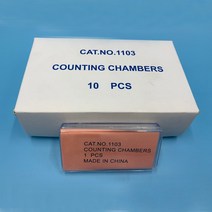 CAT.NO.1103
COUNTING CHAMBERS
10 PCS
CAT.NO.1103
COUNTING CHAMBERS
1 PCS
MADE IN CHINA